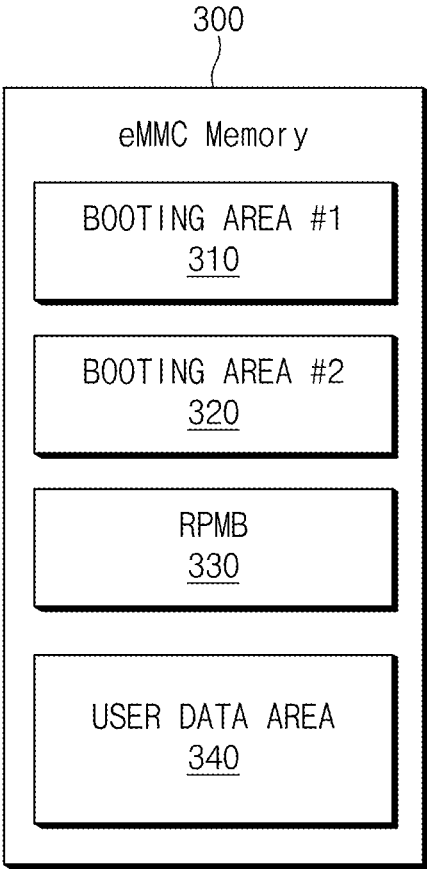 300
eMMC Memory
BOOTING AREA #1
310
BOOTING AREA #2
320
RPMB
330
USER DATA AREA
340